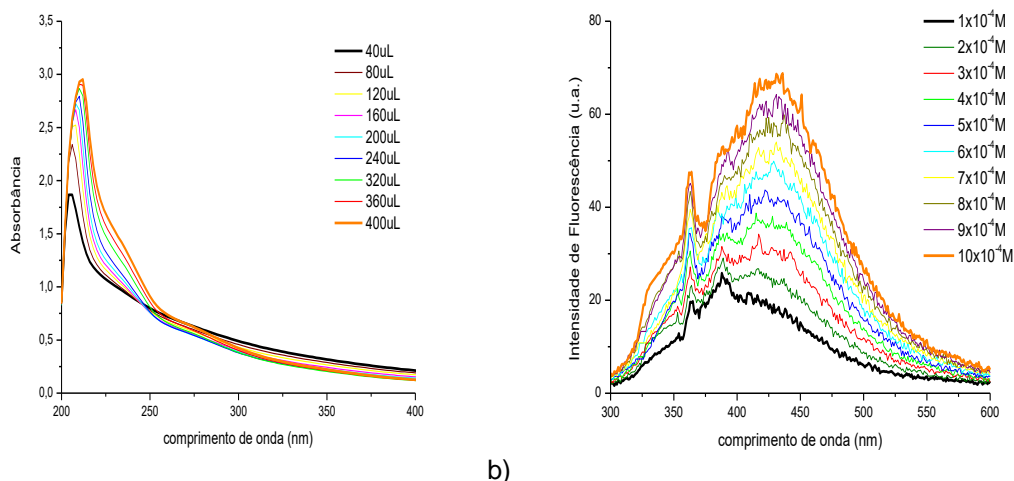 3,5
3,0
2,5
2,0
1,5
1,0
0,5
0,0
Absorbância
200
250
300
350
400
comprimento de onda (nm)
40uL
80uL
120uL
160uL
200uL
240uL
320uL
360uL
400uL
b)
80
60
40
20
0
Intensidade de Fluorescência (u.a.)
300
350
400
450
500
550
600
comprimento de onda (nm)
1x10⁻⁴M
2x10⁻⁴M
3x10⁻⁴M
4x10⁻⁴M
5x10⁻⁴M
6x10⁻⁴M
7x10⁻⁴M
8x10⁻⁴M
9x10⁻⁴M
10x10⁻⁴M